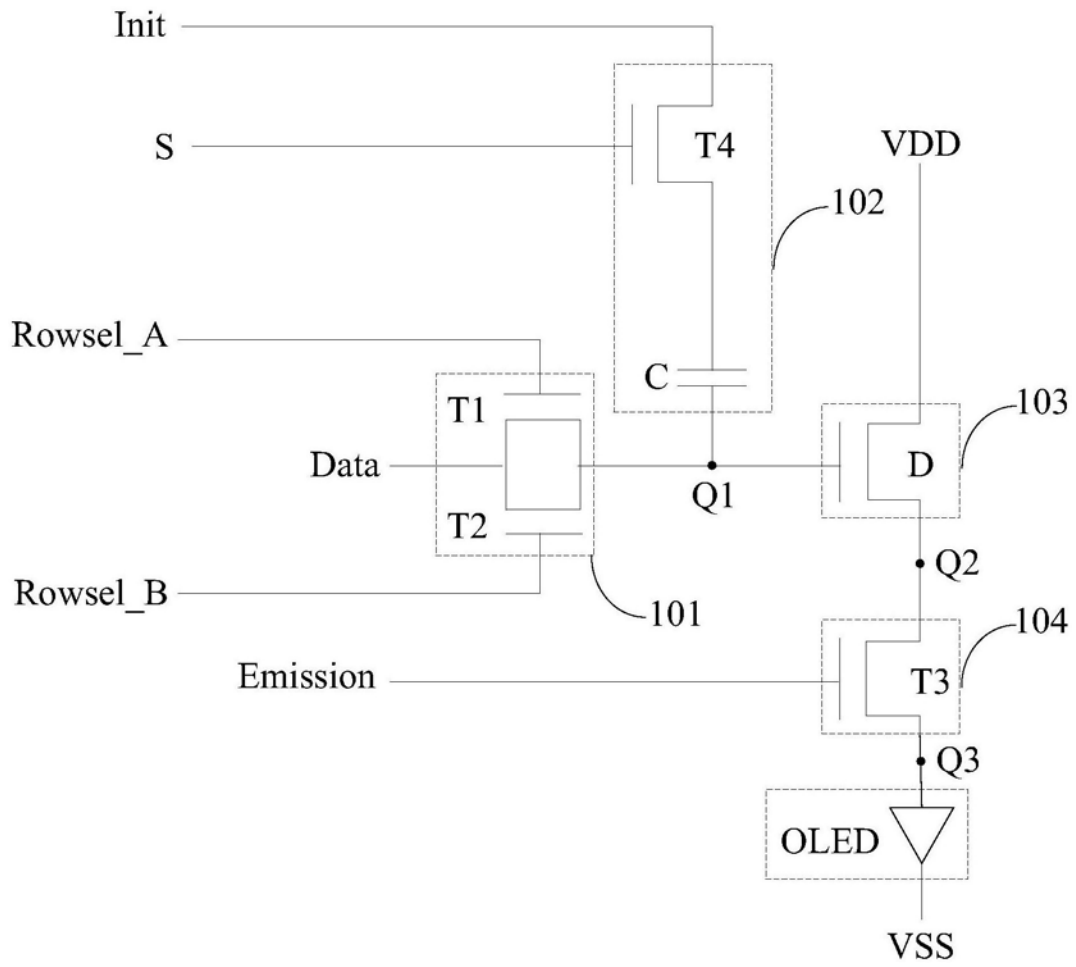 Init
S
T4
VDD
102
Rowsel_A
C
T1
103
Data
D
Q1
T2
Q2
Rowsel_B
101
104
Emission
T3
Q3
OLED
VSS